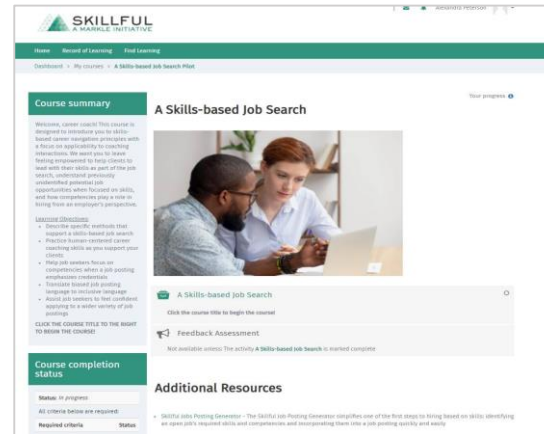 SKILLFUL
A MARKLE INITIATIVE
Alexandra Peterson
Home Record of Learning Find Learning
Dashboard > My courses > A Skills-based Job Search Pilot
Course summary
Welcome, career coach! This course is
designed to introduce you to skills-
based career navigation principles with
a focus on applicability to coaching
interactions. We want you to leave
feeling empowered to help clients to
lead with their skills as part of the job
search, understand previously
unidentified potential job
opportunities when focused on skills,
and how competencies play a role in
hiring from an employer's perspective.
Learning Objectives:
• Describe specific methods that
support a skills-based job search
• Practice human-centered career
coaching skills as you support your
clients
• Help job seekers focus on
competencies when a job posting
emphasizes credentials
• Translate biased job posting
language to inclusive language
• Assist job seekers to feel confident
applying to a wider variety of job
postings
CLICK THE COURSE TITLE TO THE RIGHT
TO BEGIN THE COURSE!
Course completion
status
Status: In progress
All criteria below are required:
Required criteria Status
Your progress
A Skills-based Job Search
A Skills-based Job Search
Click the course title to begin the course!
Feedback Assessment
Not available unless: The activity A Skills-based Job Search is marked complete
Additional Resources
• Skillful Jobs Posting Generator - The Skillful Job Posting Generator simplifies one of the first steps to hiring based on skills: identifying
an open job's required skills and competencies and incorporating them into a job posting quickly and easily.